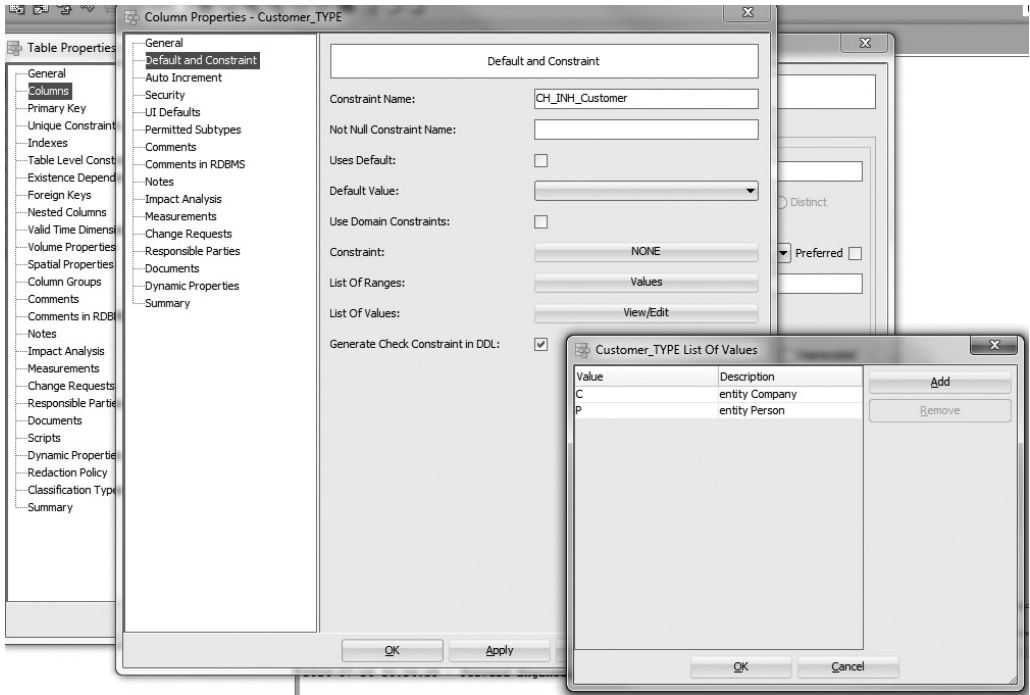 Column Properties - Customer_TYPE
Table Properties
General
Columns
Primary Key
Unique Constraint
Indexes
Table Level Const
Existence Depend
Foreign Keys
Nested Columns
Valid Time Dimensi
Volume Properties
Spatial Properties
Column Groups
Comments
Comments in RDB
Notes
Impact Analysis
Measurements
Change Requests
Responsible Partie
Documents
Scripts
Dynamic Propertie
Redaction Policy
Classification Type
Summary
General
Default and Constraint
Auto Increment
Security
UI Defaults
Permitted Subtypes
Comments
Comments in RDBMS
Notes
Impact Analysis
Measurements
Change Requests
Responsible Parties
Documents
Dynamic Properties
Summary
Default and Constraint
Constraint Name: CH_INH_Customer
Not Null Constraint Name:
Uses Default:
Default Value:
Use Domain Constraints:
Constraint: NONE
List Of Ranges: Values
List Of Values: View/Edit
Generate Check Constraint in DDL:
OK Apply
Distinct
Preferred
Customer_TYPE List Of Values
Value Description
C entity Company
P entity Person
Add
Remove
OK Cancel